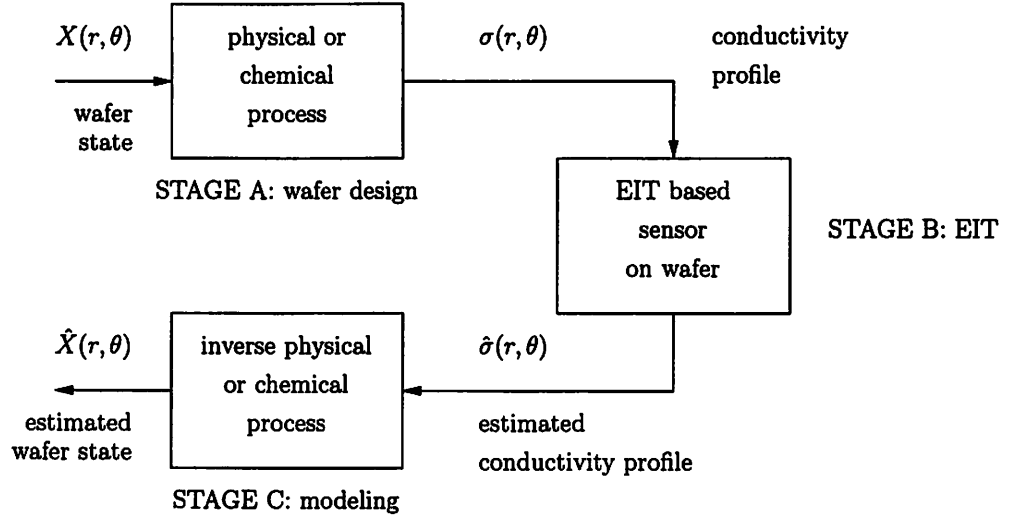 X(r, θ)
wafer
state
physical or
chemical
process
STAGE A: wafer design
σ(r, θ)
conductivity
profile
EIT based
sensor
on wafer
STAGE B: EIT
X̂(r, θ)
estimated
wafer state
inverse physical
or chemical
process
STAGE C: modeling
σ̂(r, θ)
estimated
conductivity profile